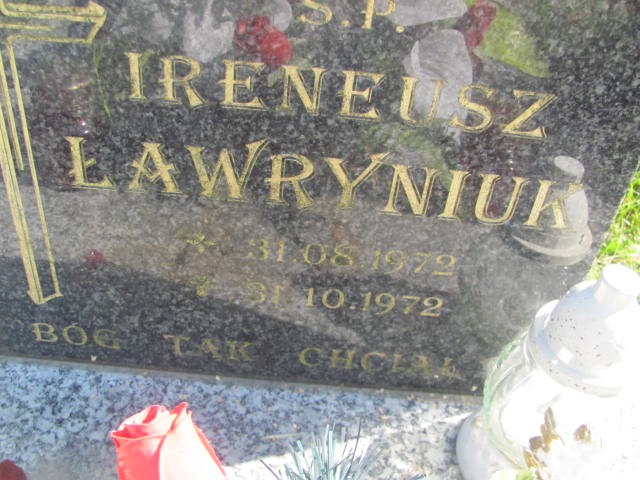 Ś.P.
IRENEUSZ
ŁAWRYNIUK
31.08.1972
31.10.1972
BÓG TAK CHCIAŁ